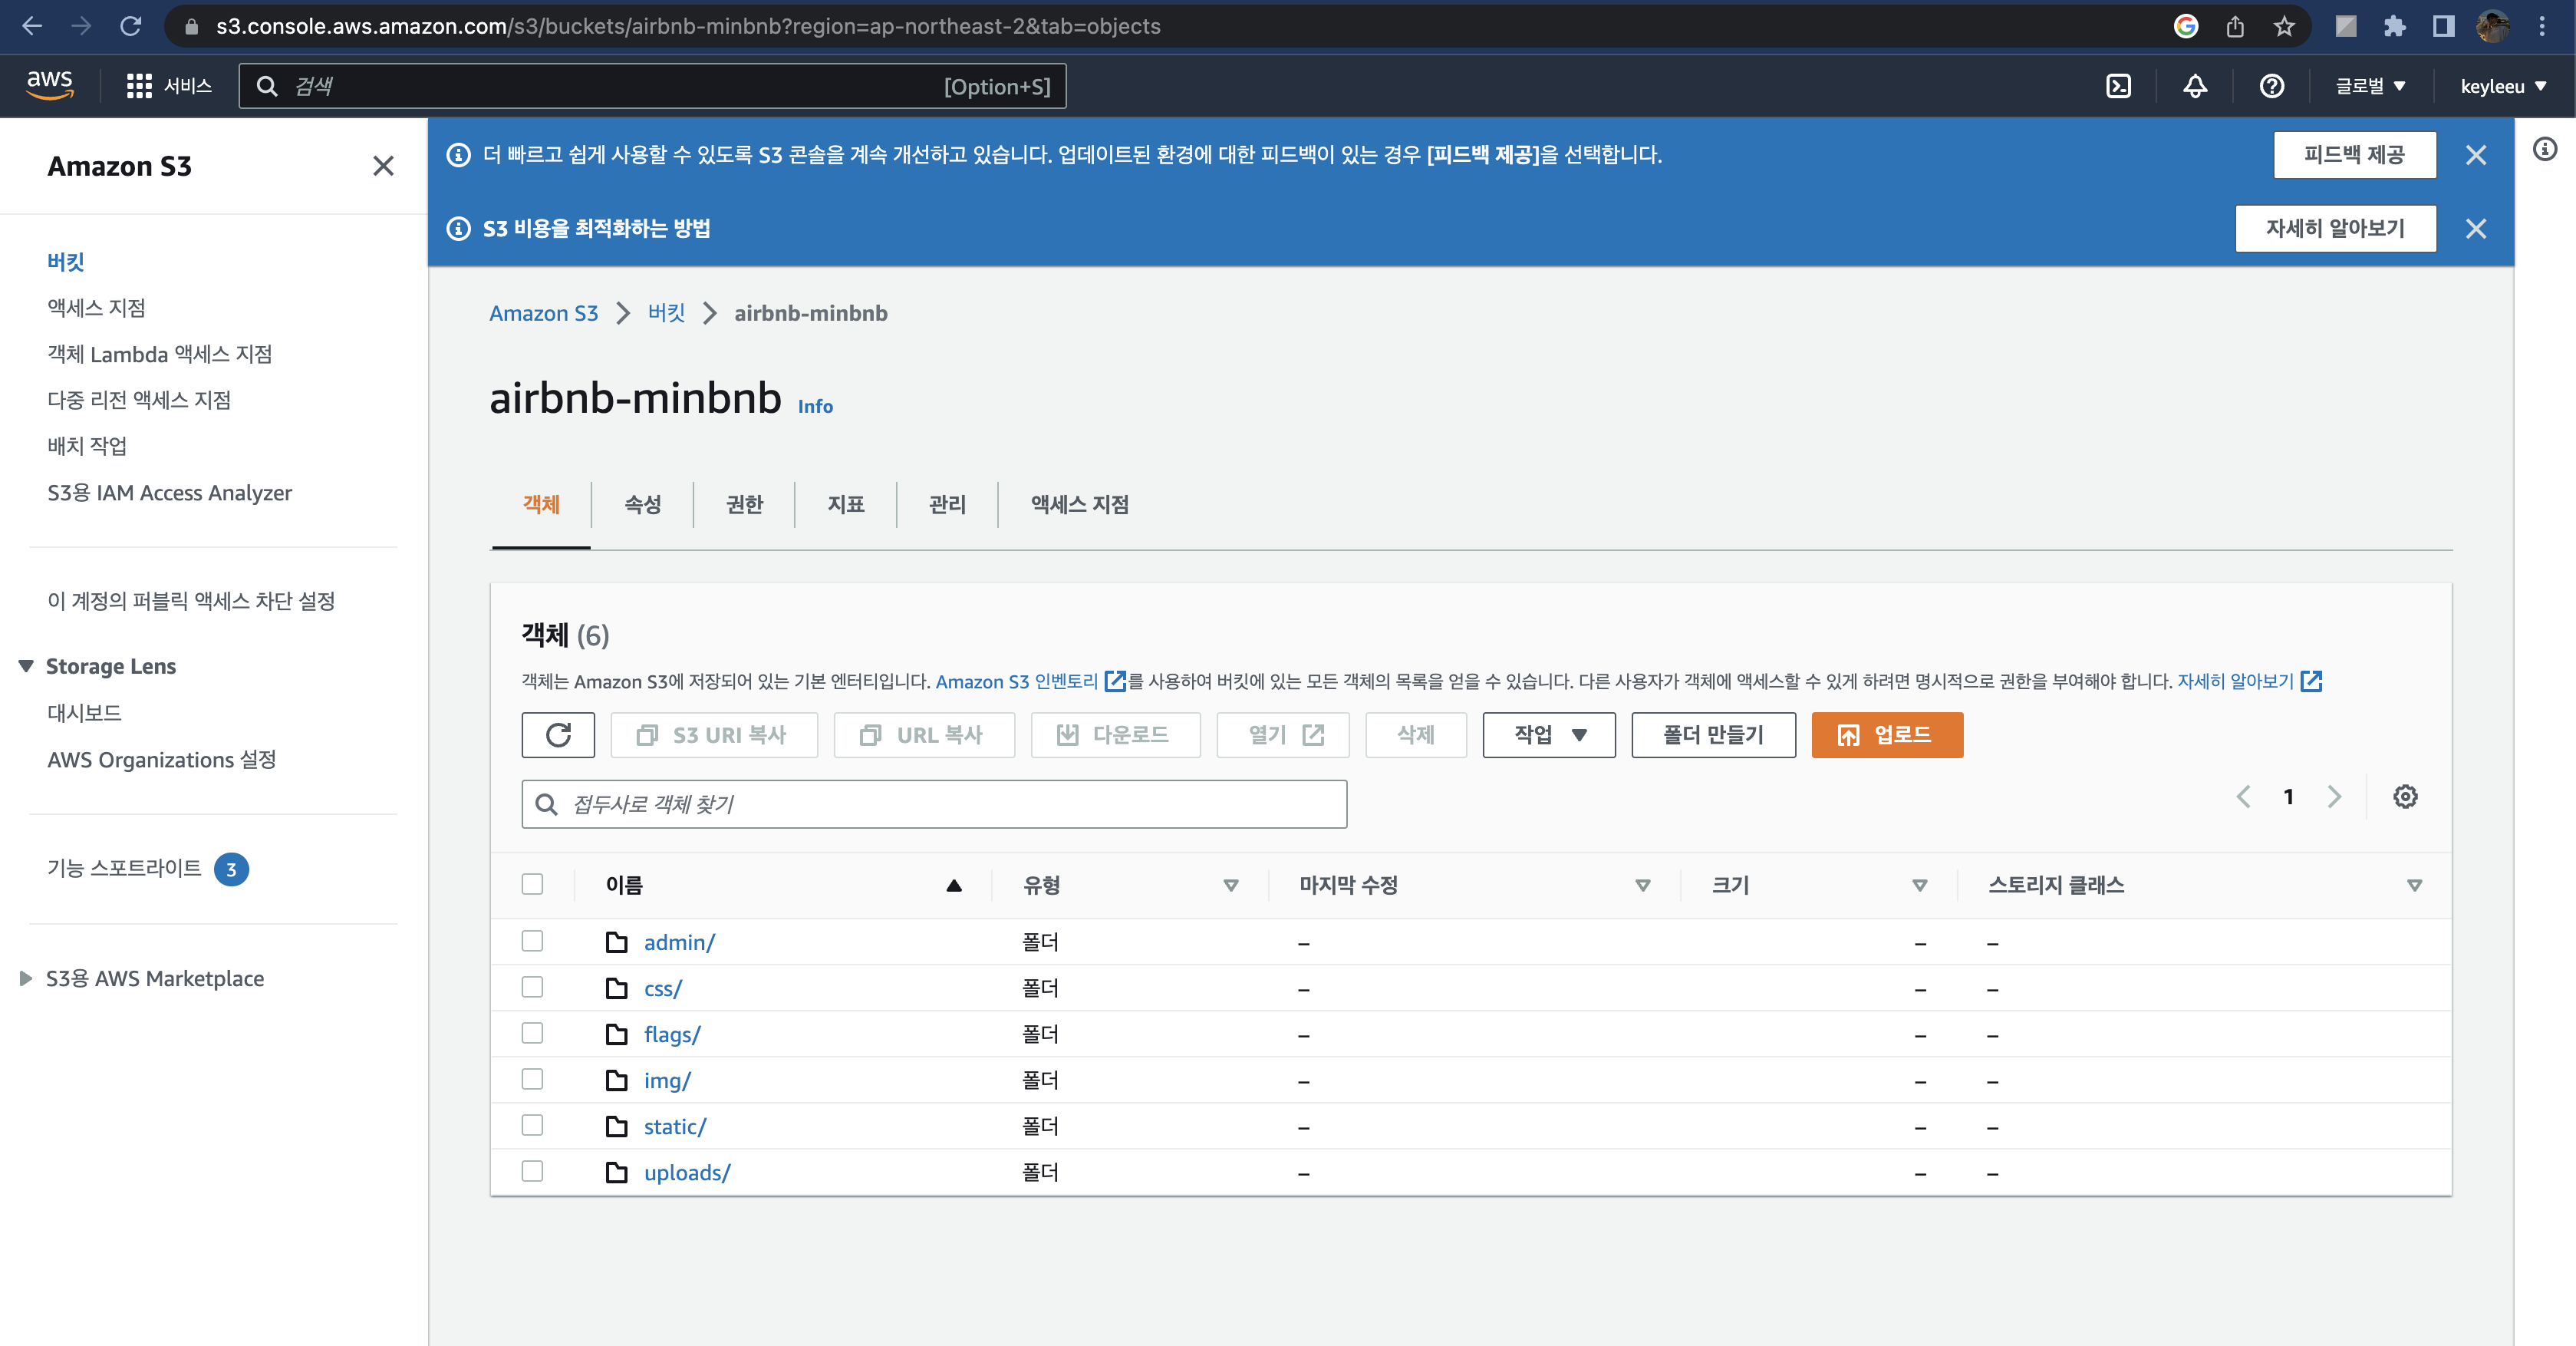 s3.console.aws.amazon.com/s3/buckets/airbnb-minbnb?region=ap-northeast-2&tab=objects
aws 서비스 검색 [Option+S] 글로벌 keyleeu
Amazon S3
버킷
액세스 지점
객체 Lambda 액세스 지점
다중 리전 액세스 지점
배치 작업
S3용 IAM Access Analyzer
이 계정의 퍼블릭 액세스 차단 설정
Storage Lens
대시보드
AWS Organizations 설정
기능 스포트라이트 3
S3용 AWS Marketplace
더 빠르고 쉽게 사용할 수 있도록 S3 콘솔을 계속 개선하고 있습니다. 업데이트된 환경에 대한 피드백이 있는 경우 [피드백 제공]을 선택합니다. 피드백 제공
S3 비용을 최적화하는 방법 자세히 알아보기
Amazon S3 버킷 airbnb-minbnb
airbnb-minbnb Info
객체 속성 권한 지표 관리 액세스 지점
객체 (6)
객체는 Amazon S3에 저장되어 있는 기본 엔터티입니다. Amazon S3 인벤토리를 사용하여 버킷에 있는 모든 객체의 목록을 얻을 수 있습니다. 다른 사용자가 객체에 액세스할 수 있게 하려면 명시적으로 권한을 부여해야 합니다. 자세히 알아보기
S3 URI 복사 URL 복사 다운로드 열기 삭제 작업 폴더 만들기 업로드
접두사로 객체 찾기 1
이름 유형 마지막 수정 크기 스토리지 클래스
admin/ 폴더 – – –
css/ 폴더 – – –
flags/ 폴더 – – –
img/ 폴더 – – –
static/ 폴더 – – –
uploads/ 폴더 – – –